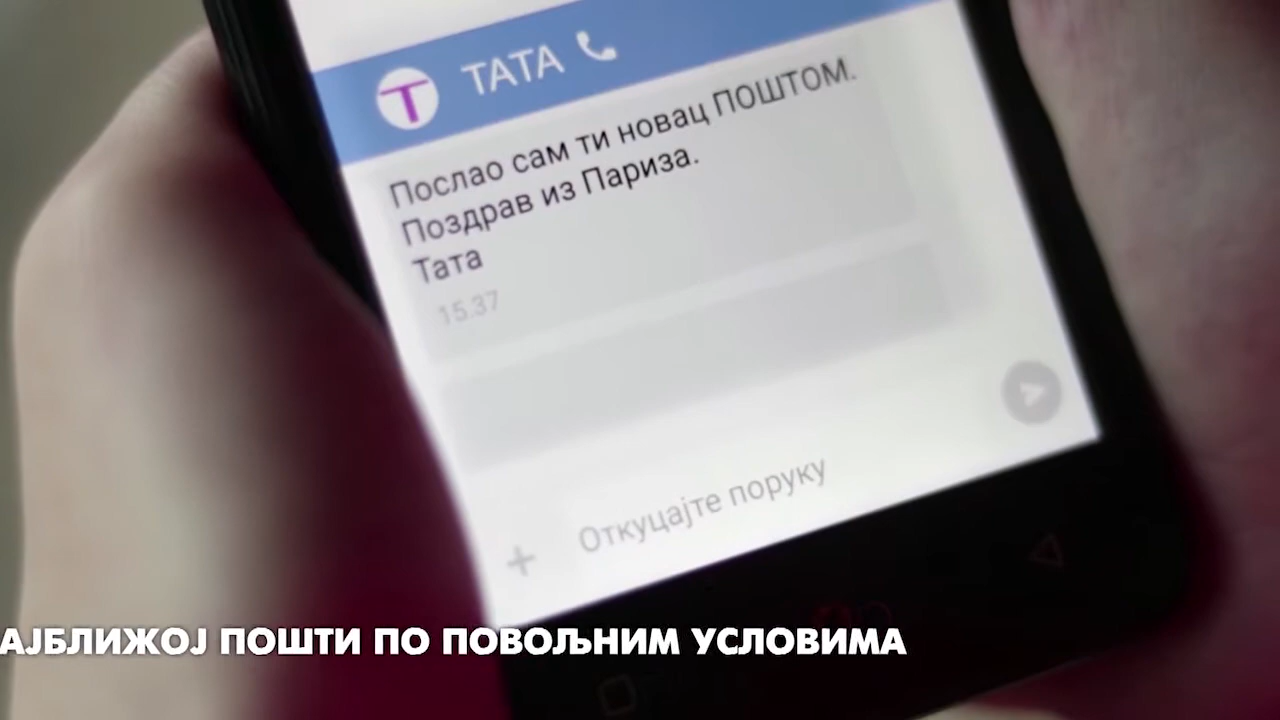 Т ТАТА
Послао сам ти новац ПОШТОМ.
Поздрав из Париза.
Тата
15.37
Откуцајте поруку
АЈБЛИЖОЈ ПОШТИ ПО ПОВОЉНИМ УСЛОВИМА